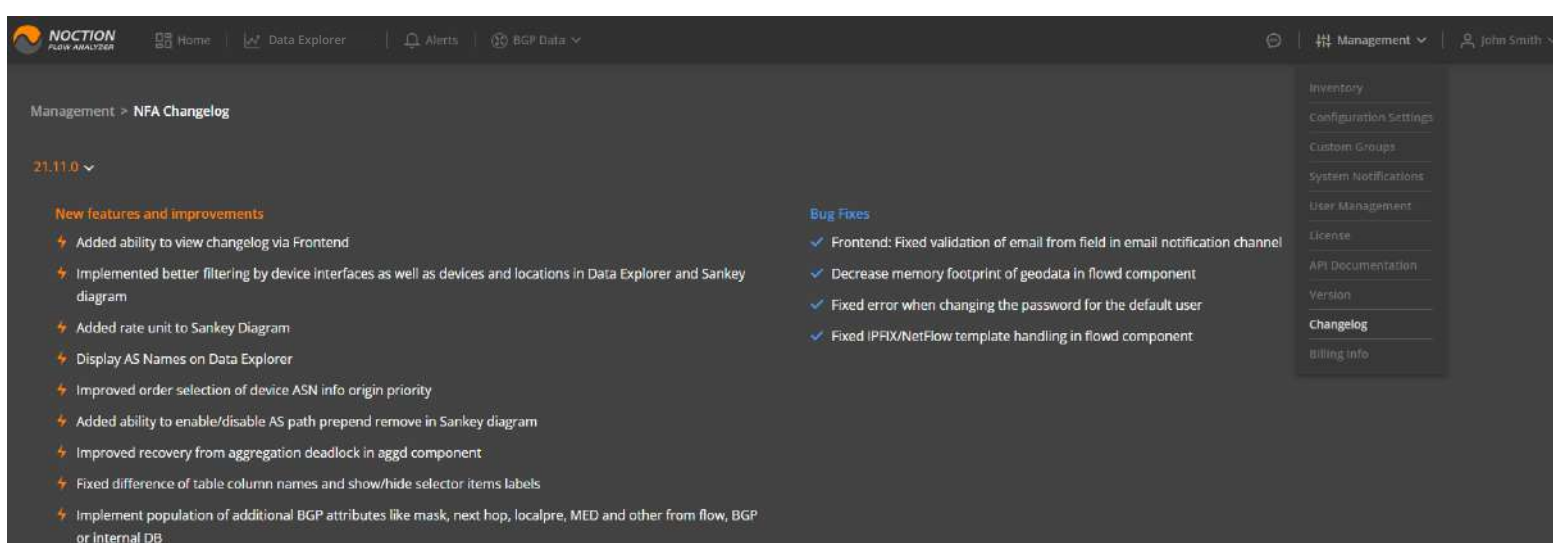 NOCTION
FLOW ANALYZER
Home
Data Explorer
Alerts
BGP Data
Management
John Smith
Inventory
Configuration Settings
Custom Groups
System Notifications
User Management
License
API Documentation
Version
Changelog
Billing Info
Management > NFA Changelog
21.11.0
New features and improvements
Added ability to view changelog via Frontend
Implemented better filtering by device interfaces as well as devices and locations in Data Explorer and Sankey
diagram
Added rate unit to Sankey Diagram
Display AS Names on Data Explorer
Improved order selection of device ASN info origin priority
Added ability to enable/disable AS path prepend remove in Sankey diagram
Improved recovery from aggregation deadlock in aggd component
Fixed difference of table column names and show/hide selector items labels
Implement population of additional BGP attributes like mask, next hop, localpre, MED and other from flow, BGP
or internal DB
Bug Fixes
Frontend: Fixed validation of email from field in email notification channel
Decrease memory footprint of geodata in flowd component
Fixed error when changing the password for the default user
Fixed IPFIX/NetFlow template handling in flowd component